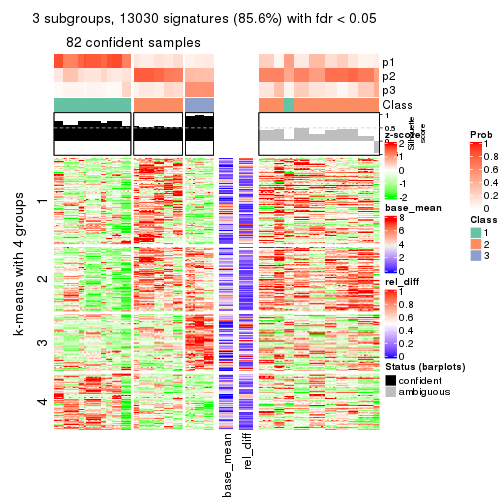 3 subgroups, 13030 signatures (85.6%) with fdr < 0.05
82 confident samples
p1
p2
p3
Class
1
0.5
0
Silhouette
score
k-means with 4 groups
1
2
3
4
base_mean
rel_diff
z-score
2
1
0
-1
-2
base_mean
8
6
4
2
0
rel_diff
1
0.8
0.6
0.4
0.2
0
Status (barplots)
confident
ambiguous
Prob
1
0.8
0.6
0.4
0.2
0
Class
1
2
3